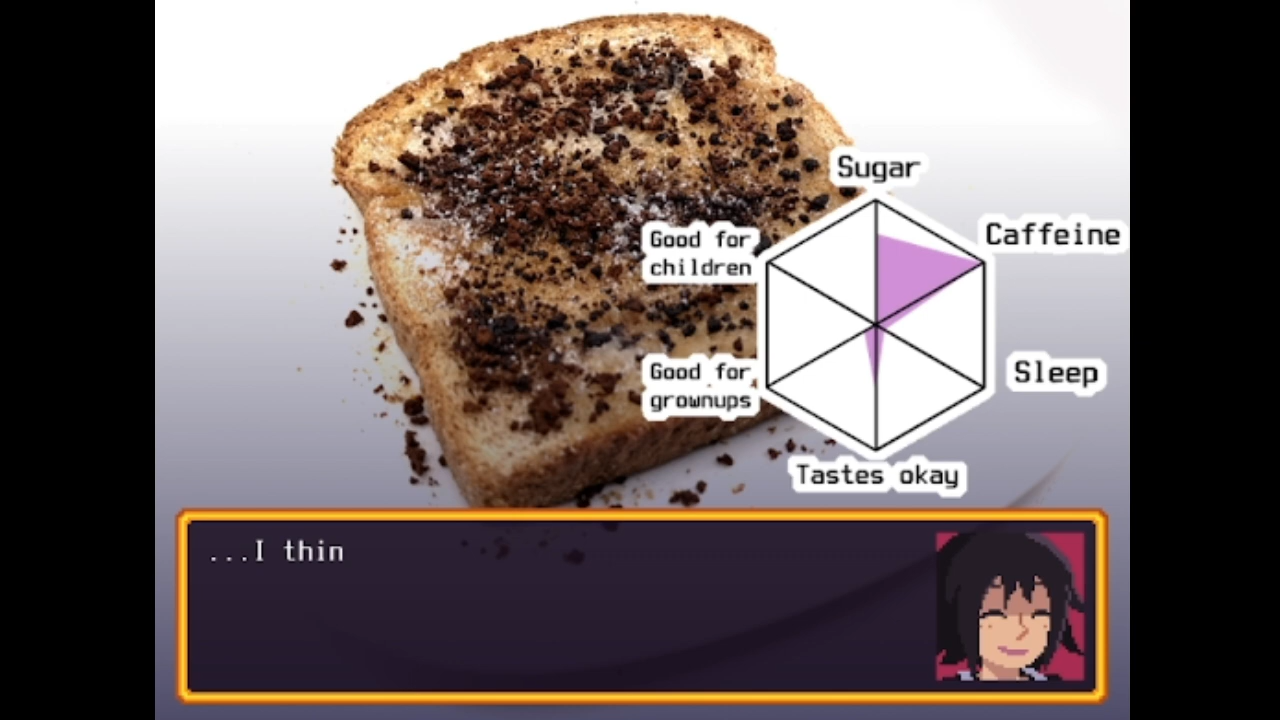 Sugar
Caffeine
Good for
children
Good for
grownups
Sleep
Tastes okay
...I thin